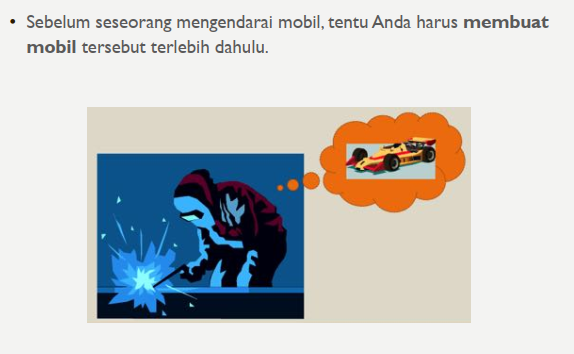 • Sebelum seseorang mengendarai mobil, tentu Anda harus membuat
mobil tersebut terlebih dahulu.